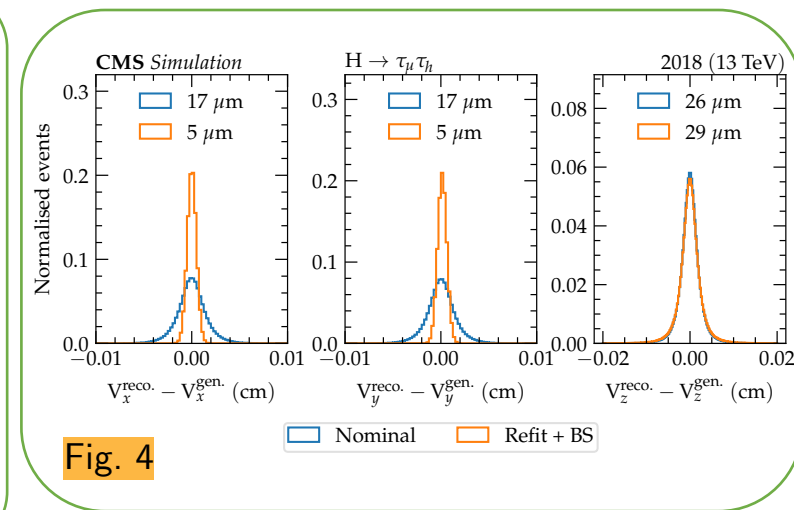 CMS Simulation
H → τ_μ τ_h
2018 (13 TeV)
Normalised events
0.3
0.2
0.1
0.0
17 μm
5 μm
−0.01
0.00
0.01
V_x^reco. − V_x^gen. (cm)
0.3
0.2
0.1
0.0
17 μm
5 μm
−0.01
0.00
0.01
V_y^reco. − V_y^gen. (cm)
0.08
0.06
0.04
0.02
0.00
26 μm
29 μm
−0.02
0.00
0.02
V_z^reco. − V_z^gen. (cm)
Nominal
Refit + BS
Fig. 4